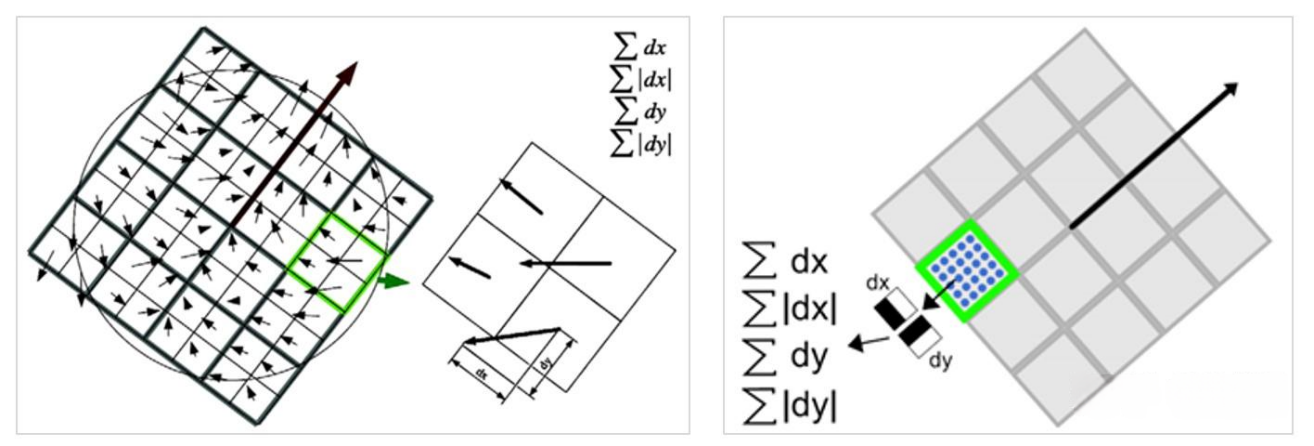 ∑ dx
∑|dx|
∑ dy
∑|dy|
dx
dy
∑ dx
∑|dx|
∑ dy
∑|dy|
dx
dy